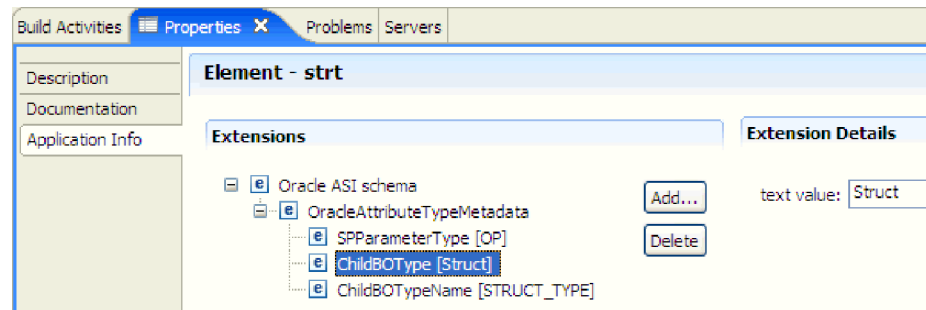 Build Activities Properties Problems Servers
Description
Documentation
Application Info
Element - strt
Extensions
Oracle ASI schema
OracleAttributeTypeMetadata
SPParameterType [OP]
ChildBOType [Struct]
ChildBOTypeName [STRUCT_TYPE]
Add...
Delete
Extension Details
text value: Struct